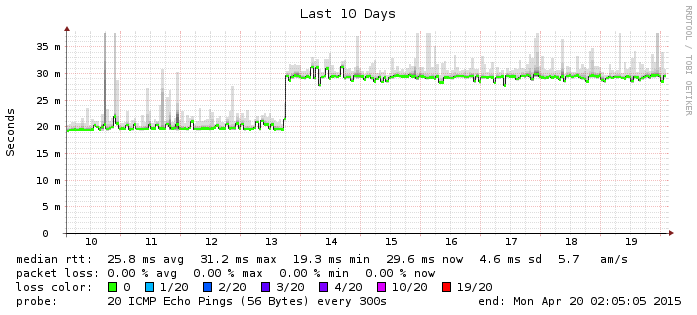 Last 10 Days
RRDTOOL / TOBI OETIKER
Seconds
35 m
30 m
25 m
20 m
15 m
10 m
5 m
0
10 11 12 13 14 15 16 17 18 19
median rtt: 25.8 ms avg 31.2 ms max 19.3 ms min 29.6 ms now 4.6 ms sd 5.7 am/s
packet loss: 0.00 % avg 0.00 % max 0.00 % min 0.00 % now
loss color: 0 1/20 2/20 3/20 4/20 10/20 19/20
probe: 20 ICMP Echo Pings (56 Bytes) every 300s end: Mon Apr 20 02:05:05 2015